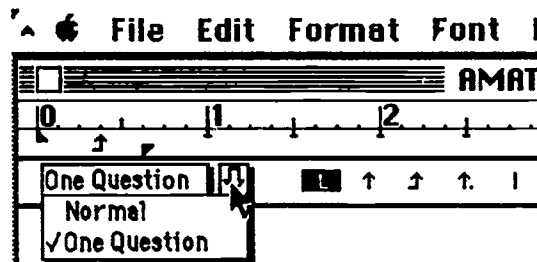 File Edit Format Font
AMAT
0 1 2
One Question
Normal
√One Question